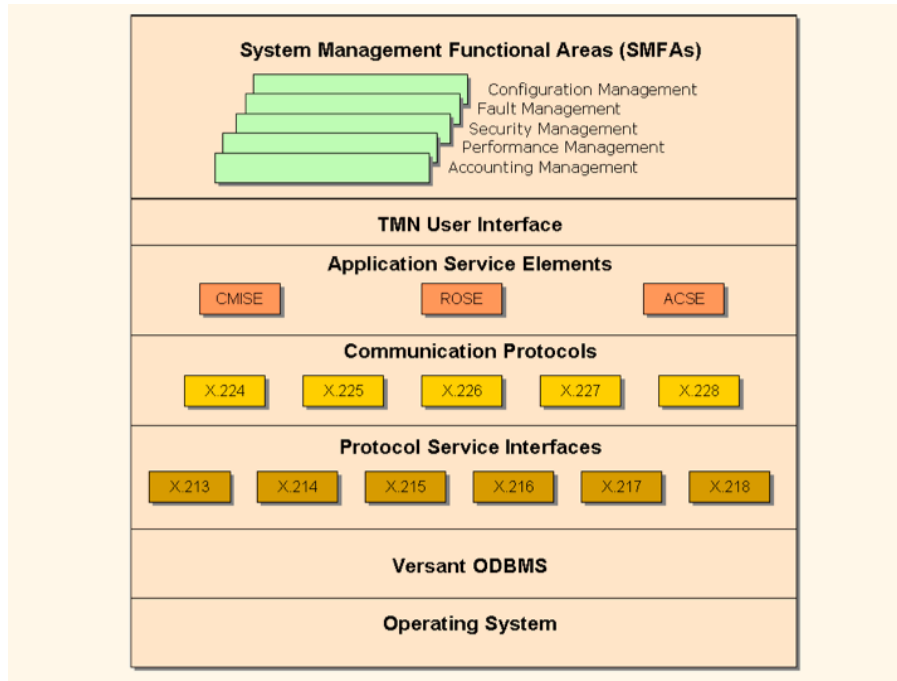 System Management Functional Areas (SMFAs)
Configuration Management
Fault Management
Security Management
Performance Management
Accounting Management
TMN User Interface
Application Service Elements
CMISE ROSE ACSE
Communication Protocols
X.224 X.225 X.226 X.227 X.228
Protocol Service Interfaces
X.213 X.214 X.215 X.216 X.217 X.218
Versant ODBMS
Operating System